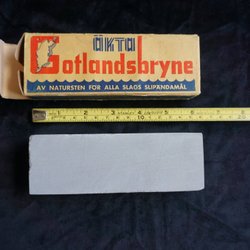 ÄKTA
Gotlandsbryne
AV NATURSTEN FÖR ALLA SLAGS SLIPÄNDAMÅL